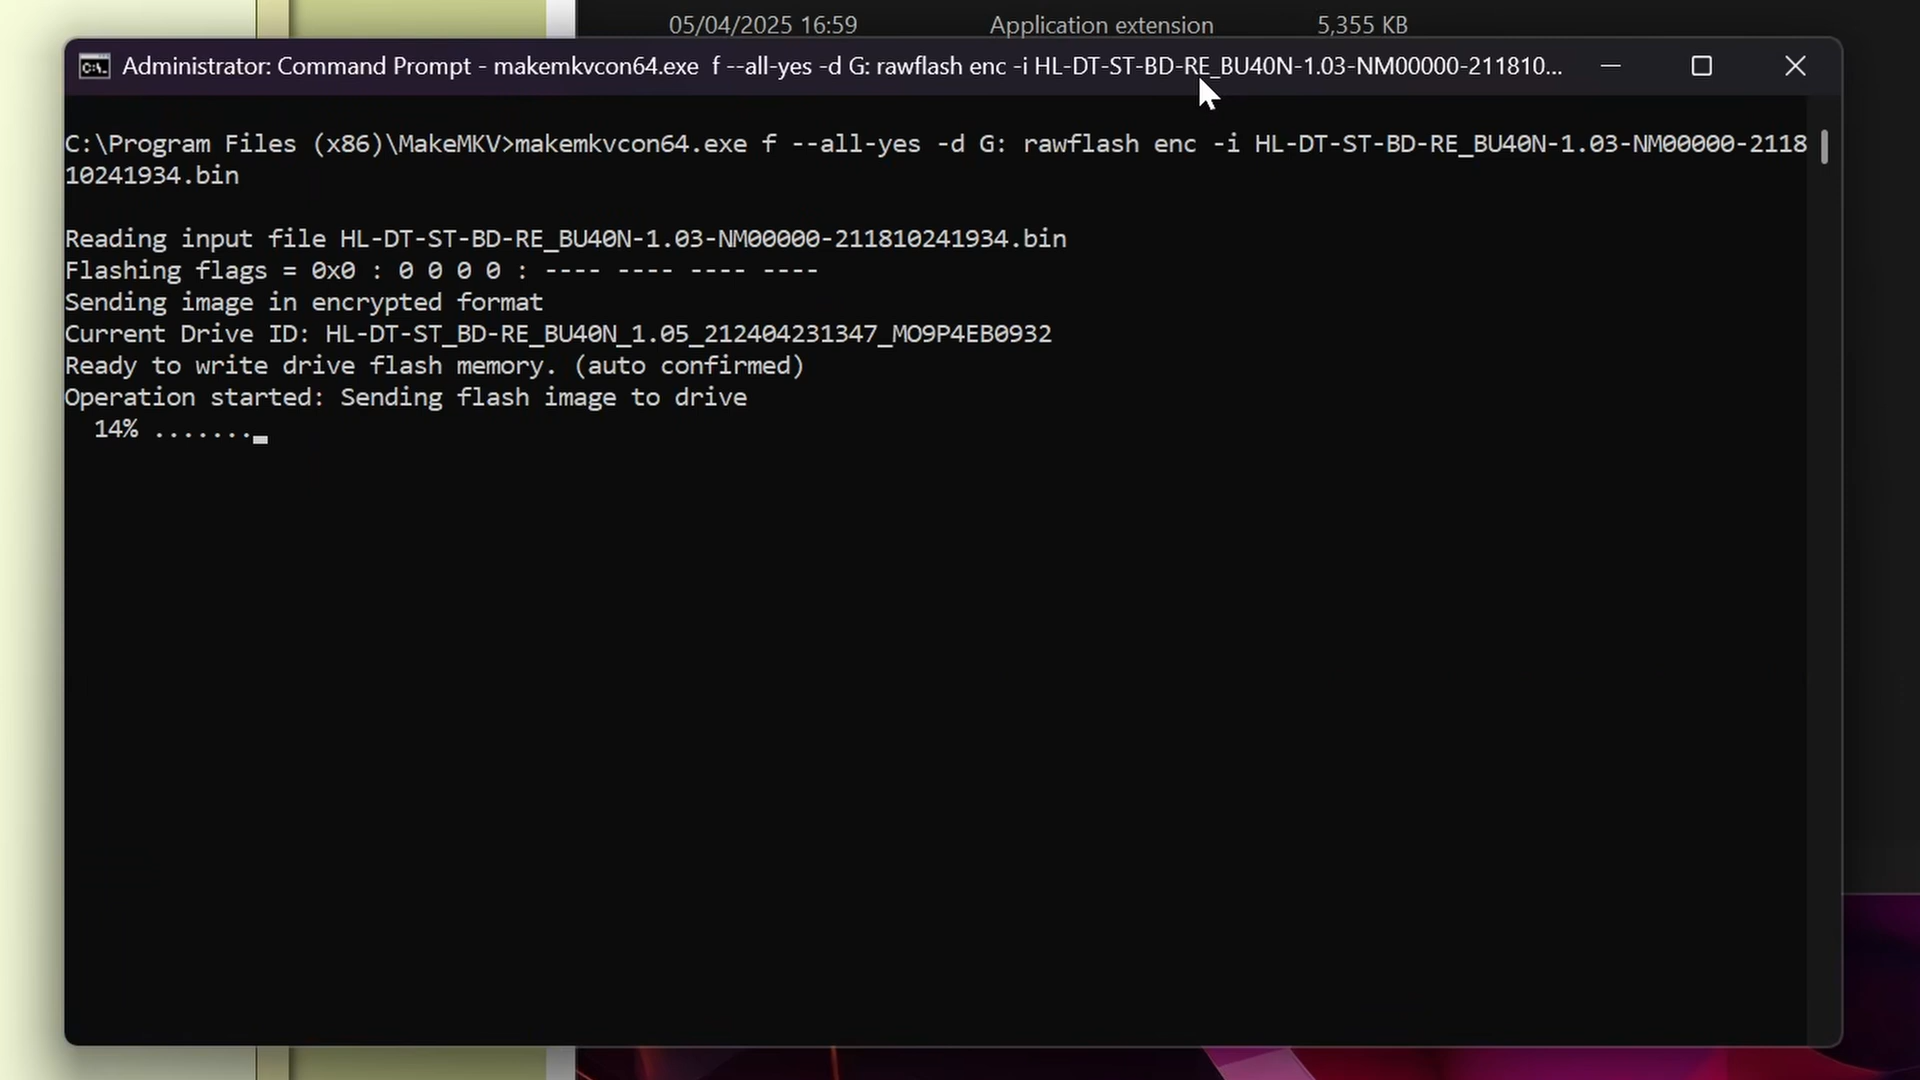 05/04/2025 16:59 Application extension 5,355 KB
Administrator: Command Prompt - makemkvcon64.exe  f --all-yes -d G: rawflash enc -i HL-DT-ST-BD-RE_BU40N-1.03-NM00000-211810...
C:\Program Files (x86)\MakeMKV>makemkvcon64.exe f --all-yes -d G: rawflash enc -i HL-DT-ST-BD-RE_BU40N-1.03-NM00000-2118
10241934.bin
Reading input file HL-DT-ST-BD-RE_BU40N-1.03-NM00000-211810241934.bin
Flashing flags = 0x0 : 0 0 0 0 : ---- ---- ---- ----
Sending image in encrypted format
Current Drive ID: HL-DT-ST_BD-RE_BU40N_1.05_212404231347_MO9P4EB0932
Ready to write drive flash memory. (auto confirmed)
Operation started: Sending flash image to drive
14% .......